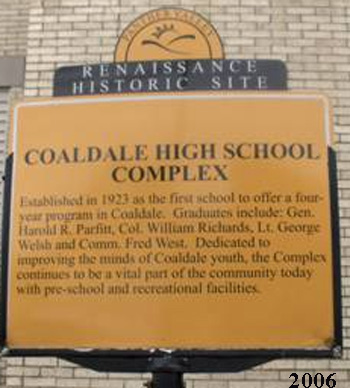 PANTHER VALLEY
RENAISSANCE
HISTORIC SITE
COALDALE HIGH SCHOOL
COMPLEX
Established in 1923 as the first school to offer a four-
year program in Coaldale. Graduates include: Gen.
Harold R. Parfitt, Col. William Richards, Lt. George
Welsh and Comm. Fred West. Dedicated to
improving the minds of Coaldale youth, the Complex
continues to be a vital part of the community today
with pre-school and recreational facilities.
2006